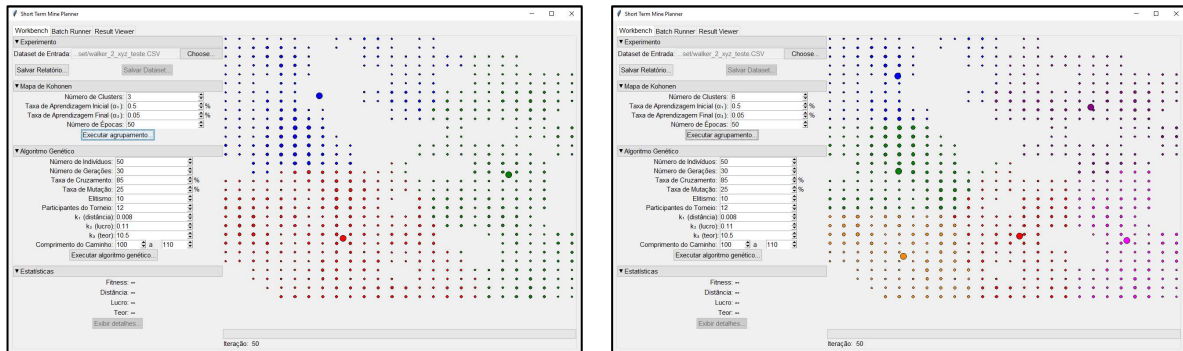 Short Term Mine Planner
Workbench Batch Runner Result Viewer
▼Experimento
Dataset de Entrada: ...set/walker_2_xyz_teste.CSV Choose...
Salvar Relatório... Salvar Dataset...
▼Mapa de Kohonen
Número de Clusters: 3
Taxa de Aprendizagem Inicial (α₁): 0.5 %
Taxa de Aprendizagem Final (α₂): 0.05 %
Número de Épocas: 50
Executar agrupamento...
▼Algoritmo Genético
Número de Indivíduos: 50
Número de Gerações: 30
Taxa de Cruzamento: 85 %
Taxa de Mutação: 25 %
Elitismo: 10
Participantes do Torneio: 12
k₁ (distância): 0.008
k₂ (lucro): 0.11
k₃ (teor): 10.5
Comprimento do Caminho: 100 a 110
Executar algoritmo genético...
▼Estatísticas
Fitness: --
Distância: --
Lucro: --
Teor: --
Exibir detalhes...
Iteração: 50
Short Term Mine Planner
Workbench Batch Runner Result Viewer
▼Experimento
Dataset de Entrada: ...set/walker_2_xyz_teste.CSV Choose...
Salvar Relatório... Salvar Dataset...
▼Mapa de Kohonen
Número de Clusters: 6
Taxa de Aprendizagem Inicial (α₁): 0.5 %
Taxa de Aprendizagem Final (α₂): 0.05 %
Número de Épocas: 50
Executar agrupamento...
▼Algoritmo Genético
Número de Indivíduos: 50
Número de Gerações: 30
Taxa de Cruzamento: 85 %
Taxa de Mutação: 25 %
Elitismo: 10
Participantes do Torneio: 12
k₁ (distância): 0.008
k₂ (lucro): 0.11
k₃ (teor): 10.5
Comprimento do Caminho: 100 a 110
Executar algoritmo genético...
▼Estatísticas
Fitness: --
Distância: --
Lucro: --
Teor: --
Exibir detalhes...
Iteração: 50